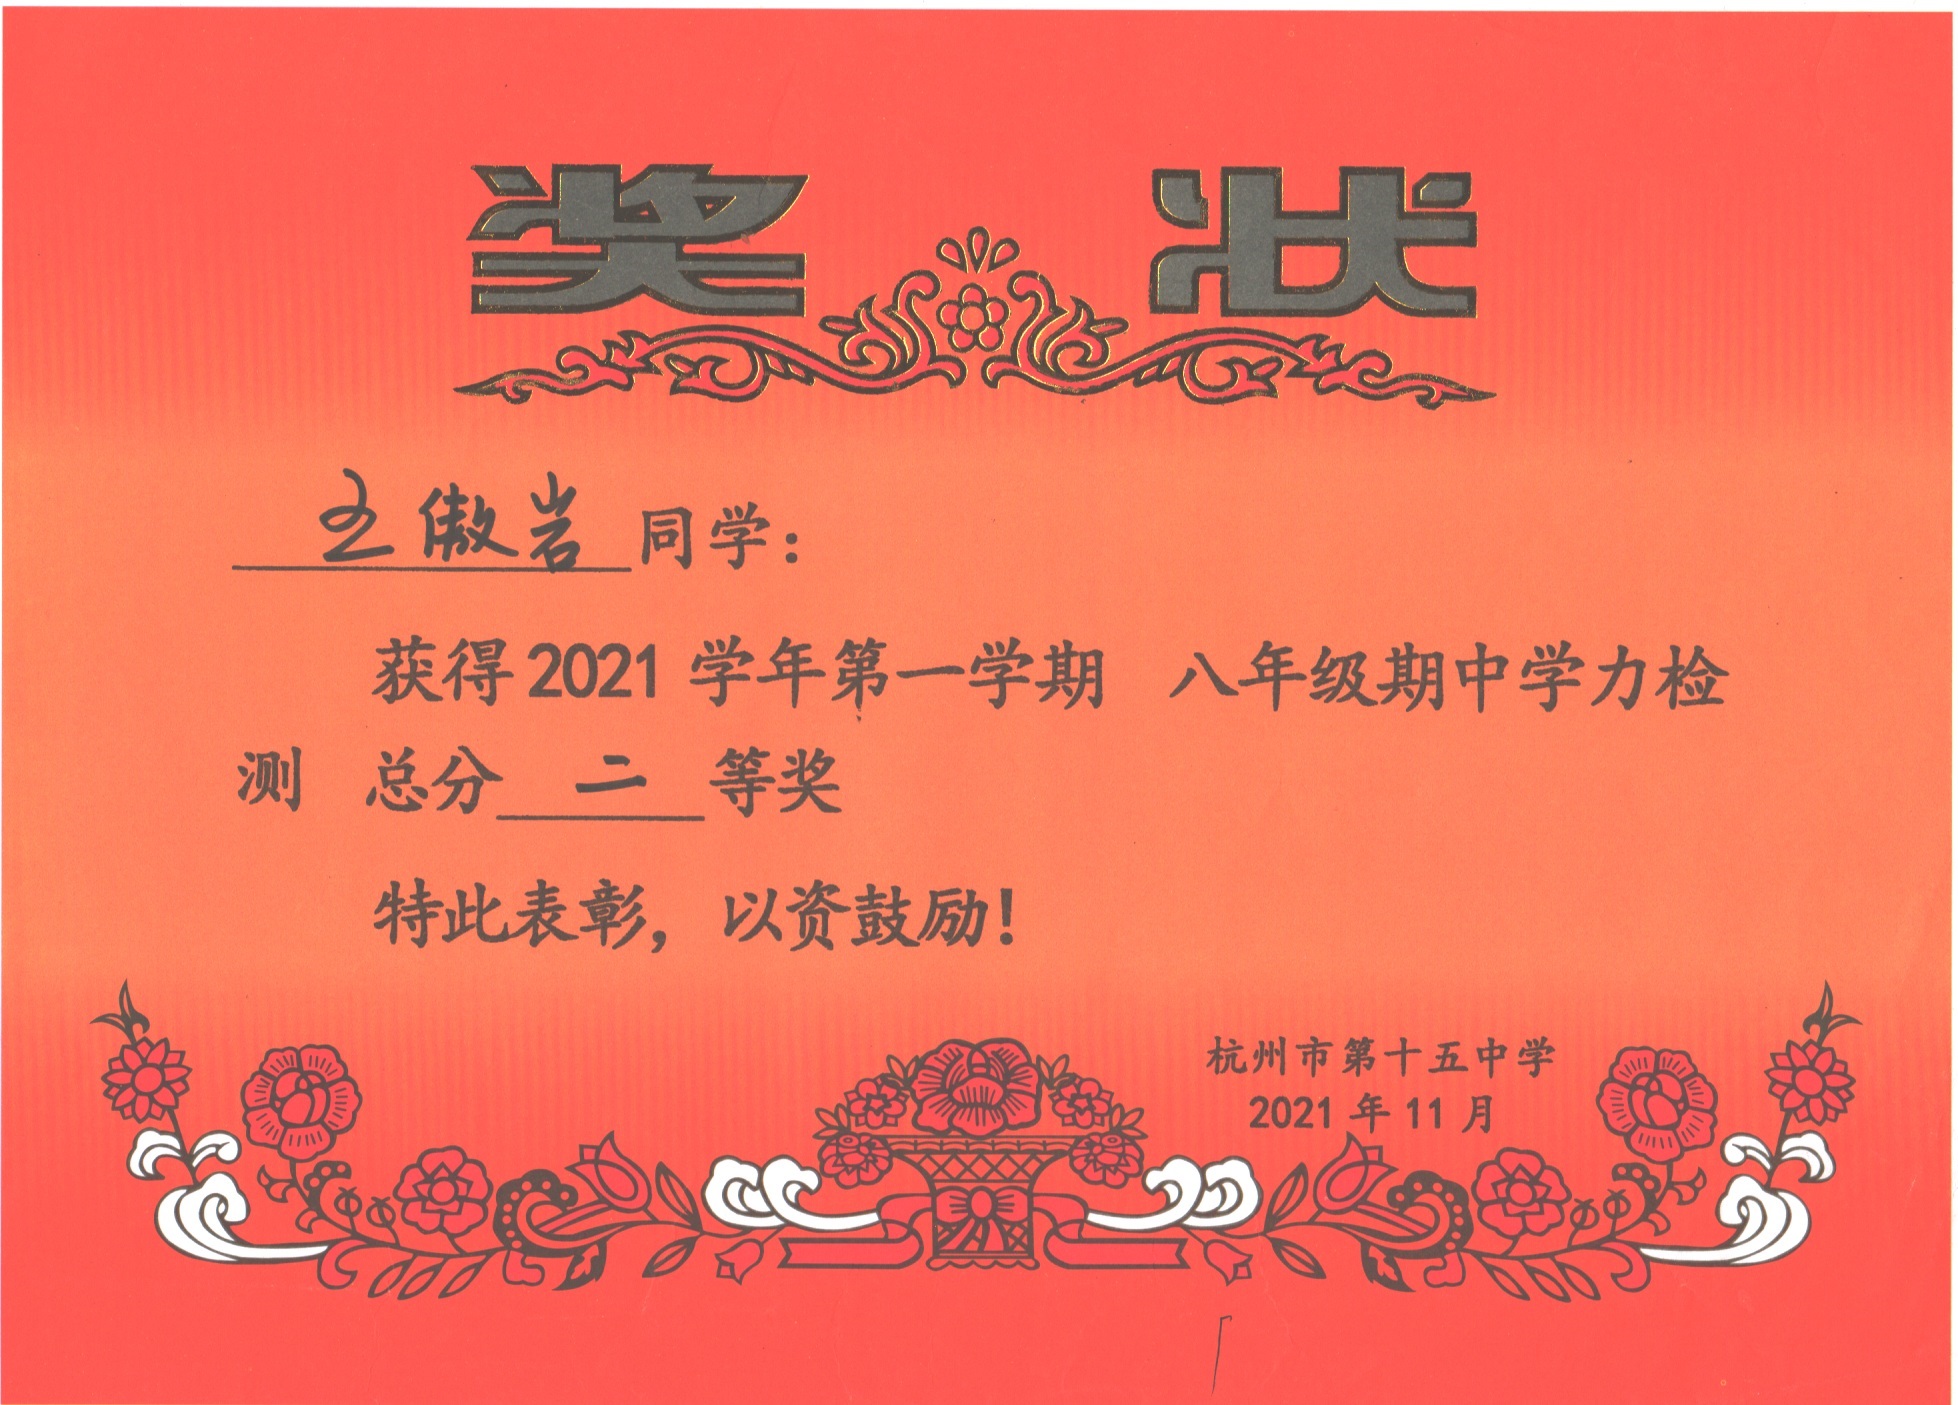 奖状
王傲岩 同学：
获得2021学年第一学期 八年级期中学力检
测 总分 二 等奖
特此表彰，以资鼓励！
杭州市第十五中学
2021年11月